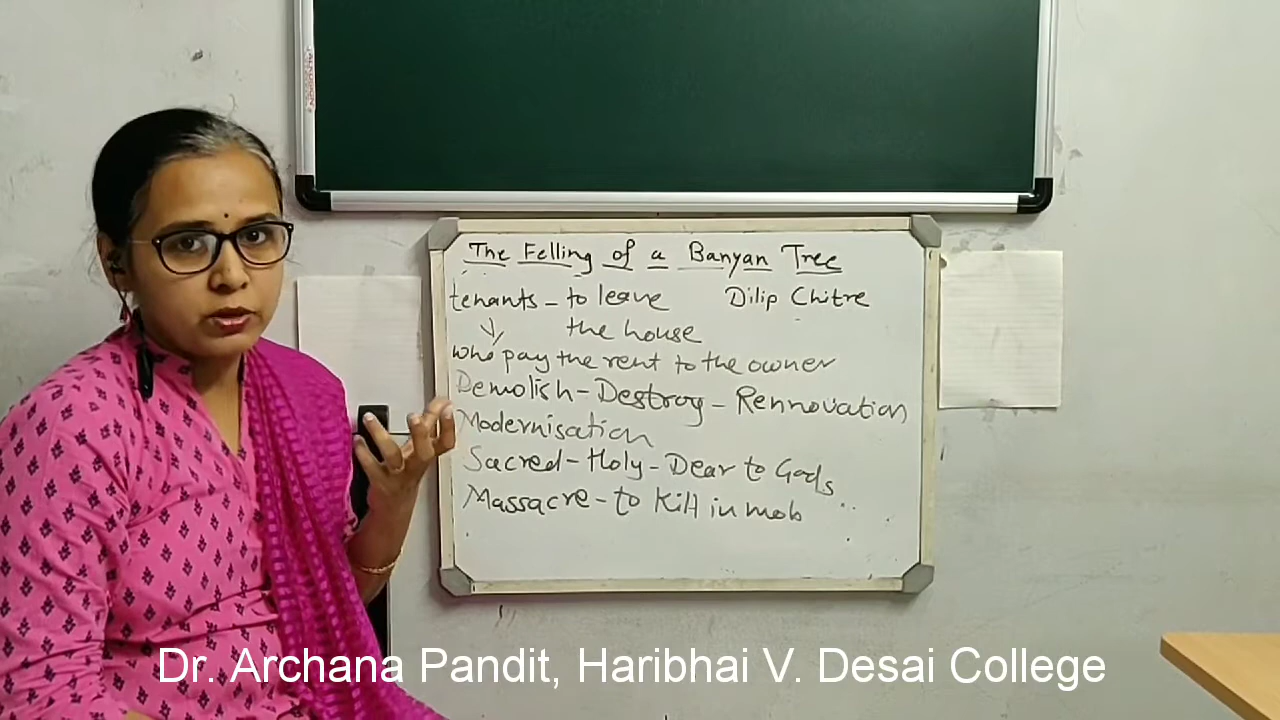 The Felling of a Banyan Tree
tenants - to leave Dilip Chitre
the house
who pay the rent to the owner
Demolish - Destroy - Rennovation
Modernisation
Sacred - Holy - Dear to Gods
Massacre - to Kill in mob
Dr. Archana Pandit, Haribhai V. Desai College